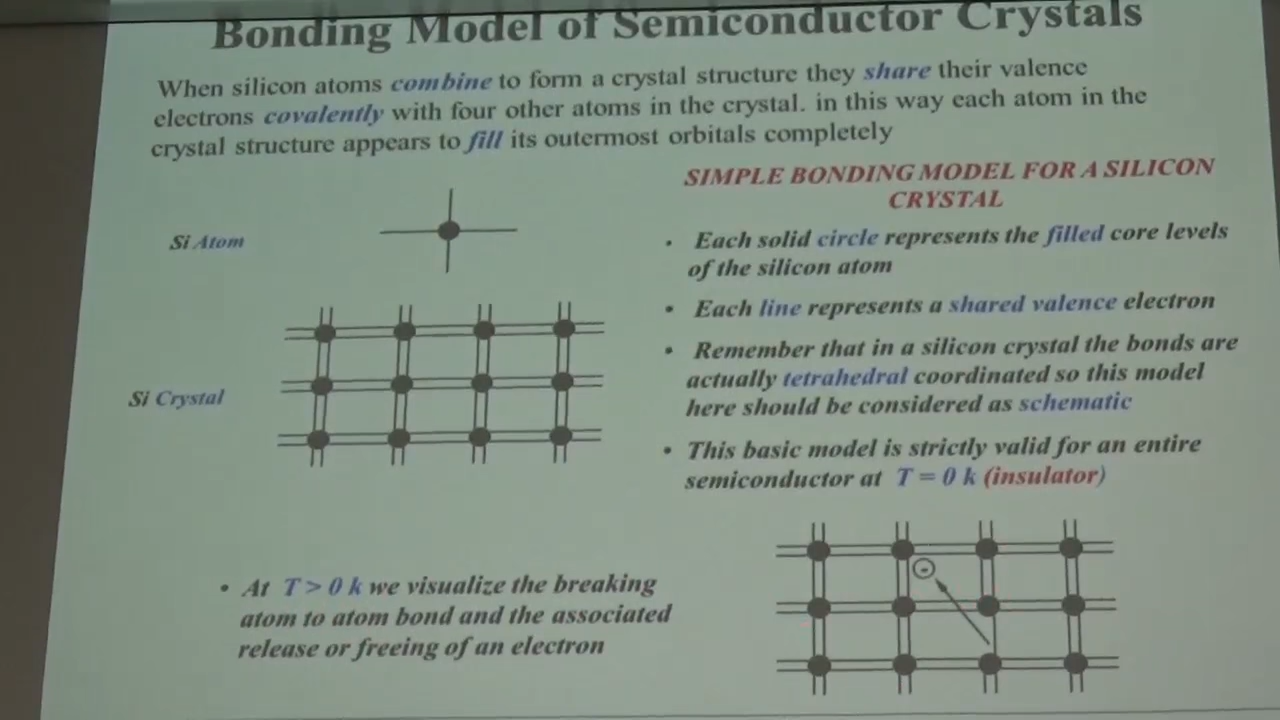 Bonding Model of Semiconductor Crystals
When silicon atoms combine to form a crystal structure they share their valence
electrons covalently with four other atoms in the crystal. in this way each atom in the
crystal structure appears to fill its outermost orbitals completely
SIMPLE BONDING MODEL FOR A SILICON
CRYSTAL
Si Atom
• Each solid circle represents the filled core levels
of the silicon atom
• Each line represents a shared valence electron
• Remember that in a silicon crystal the bonds are
actually tetrahedral coordinated so this model
here should be considered as schematic
Si Crystal
• This basic model is strictly valid for an entire
semiconductor at T = 0 k (insulator)
• At T > 0 k we visualize the breaking
atom to atom bond and the associated
release or freeing of an electron
-